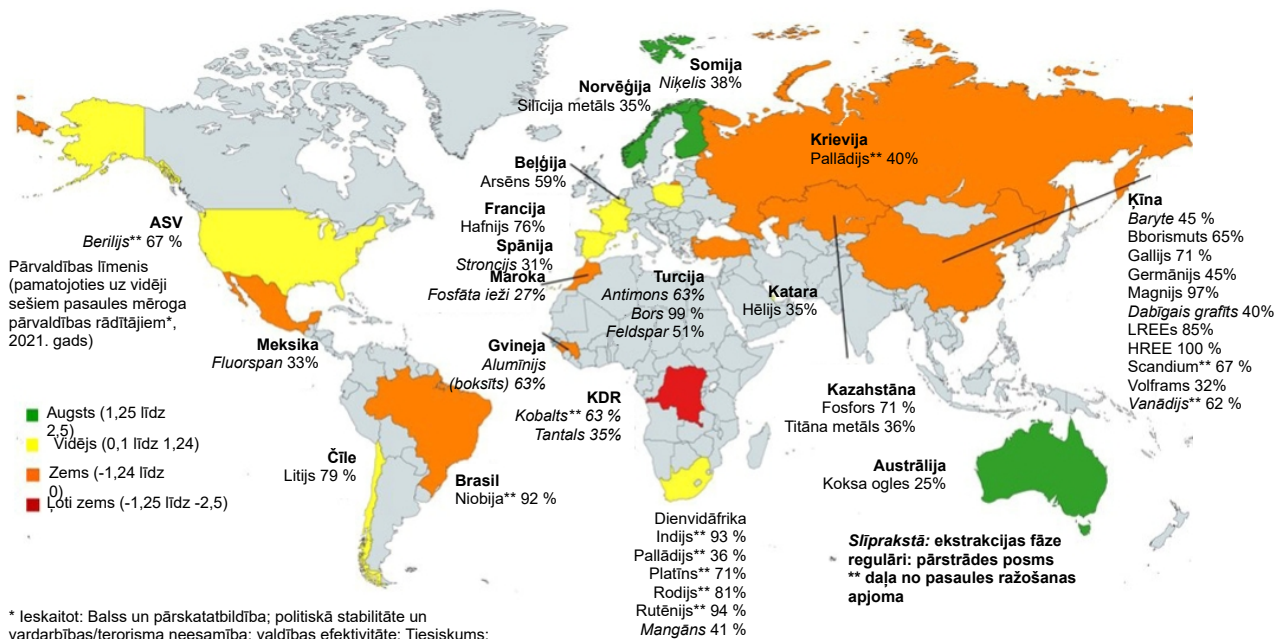 Somija
Niķelis 38%
Norvēģija
Silīcija metāls 35%
Krievija
Pallādijs** 40%
Beļģija
Arsēns 59%
Francija
Hafnijs 76%
Spānija
Stroncijs 31%
Maroka
Fosfāta ieži 27%
Turcija
Antimons 63%
Bors 99 %
Feldspar 51%
Katara
Hēlijs 35%
Ķīna
Baryte 45 %
Bborismuts 65%
Gallijs 71 %
Germānijs 45%
Magnijs 97%
Dabīgais grafīts 40%
LREEs 85%
HREE 100 %
Scandium** 67 %
Volframs 32%
Vanādijs** 62 %
ASV
Berilijs** 67 %
Pārvaldības līmenis
(pamatojoties uz vidēji
sešiem pasaules mēroga
pārvaldības rādītājiem*,
2021. gads)
Meksika
Fluorspan 33%
Gvineja
Alumīnijs
(boksīts) 63%
KDR
Kobalts** 63 %
Tantals 35%
Kazahstāna
Fosfors 71 %
Titāna metāls 36%
Augsts (1,25 līdz
2,5)
Vidējs (0,1 līdz 1,24)
Zems (-1,24 līdz
0)
Ļoti zems (-1,25 līdz -2,5)
Čīle
Litijs 79 %
Brasil
Niobija** 92 %
Austrālija
Koksa ogles 25%
Dienvidāfrika
Indijs** 93 %
Pallādijs** 36 %
Platīns** 71%
Rodijs** 81%
Rutēnijs** 94 %
Mangāns 41 %
Slīprakstā: ekstrakcijas fāze
regulāri: pārstrādes posms
** daļa no pasaules ražošanas
apjoma
* Ieskaitot: Balss un pārskatatbildība; politiskā stabilitāte un
vardarbības/terorisma neesamība; valdības efektivitāte; Tiesiskums;